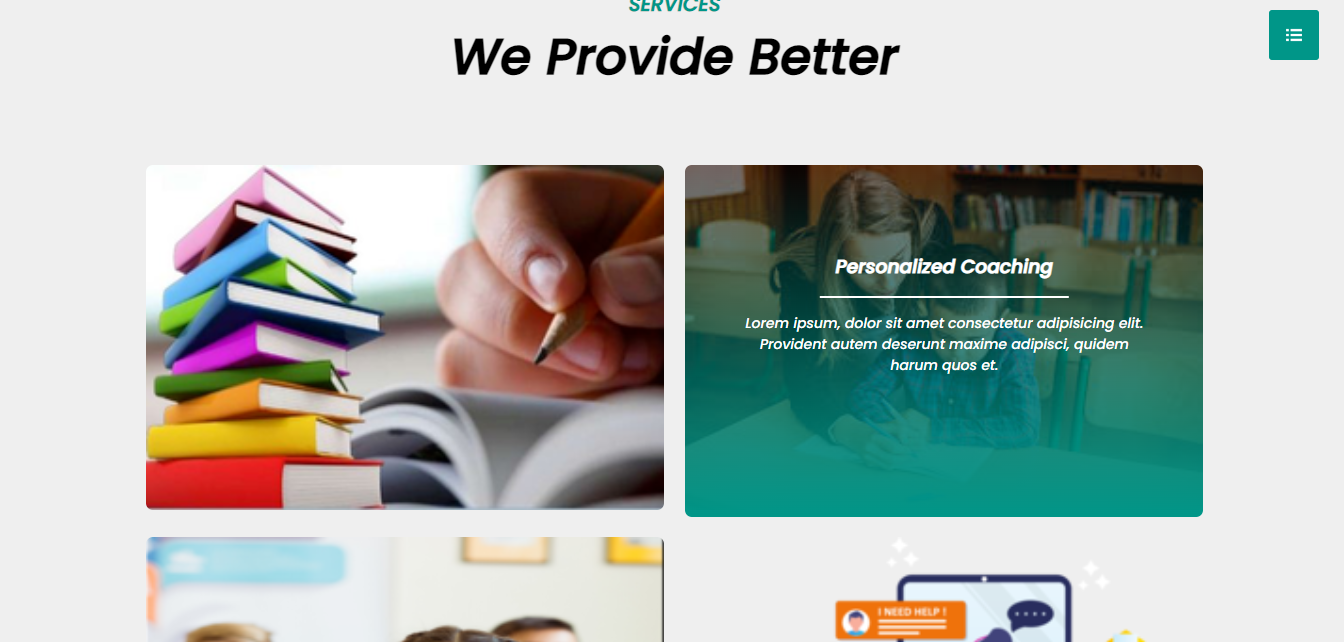 SERVICES
We Provide Better
Personalized Coaching
Lorem ipsum, dolor sit amet consectetur adipisicing elit.
Provident autem deserunt maxime adipisci, quidem
harum quos et.
I NEED HELP !